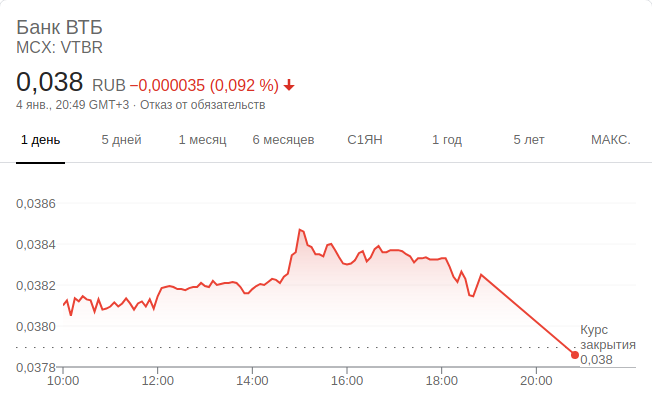 Банк ВТБ
MCX: VTBR
0,038 RUB −0,000035 (0,092 %)
4 янв., 20:49 GMT+3 · Отказ от обязательств
1 день 5 дней 1 месяц 6 месяцев С1ЯН 1 год 5 лет МАКС.
0,0386
0,0384
0,0382
0,0380
0,0378
Курс
закрытия
0,038
10:00 12:00 14:00 16:00 18:00 20:00